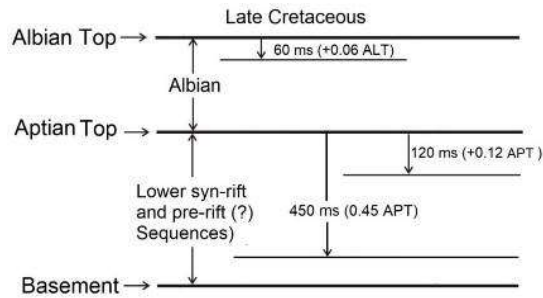 Late Cretaceous
Albian Top
60 ms (+0.06 ALT)
Albian
Aptian Top
120 ms (+0.12 APT )
Lower syn-rift
and pre-rift (?)
Sequences)
450 ms (0.45 APT)
Basement